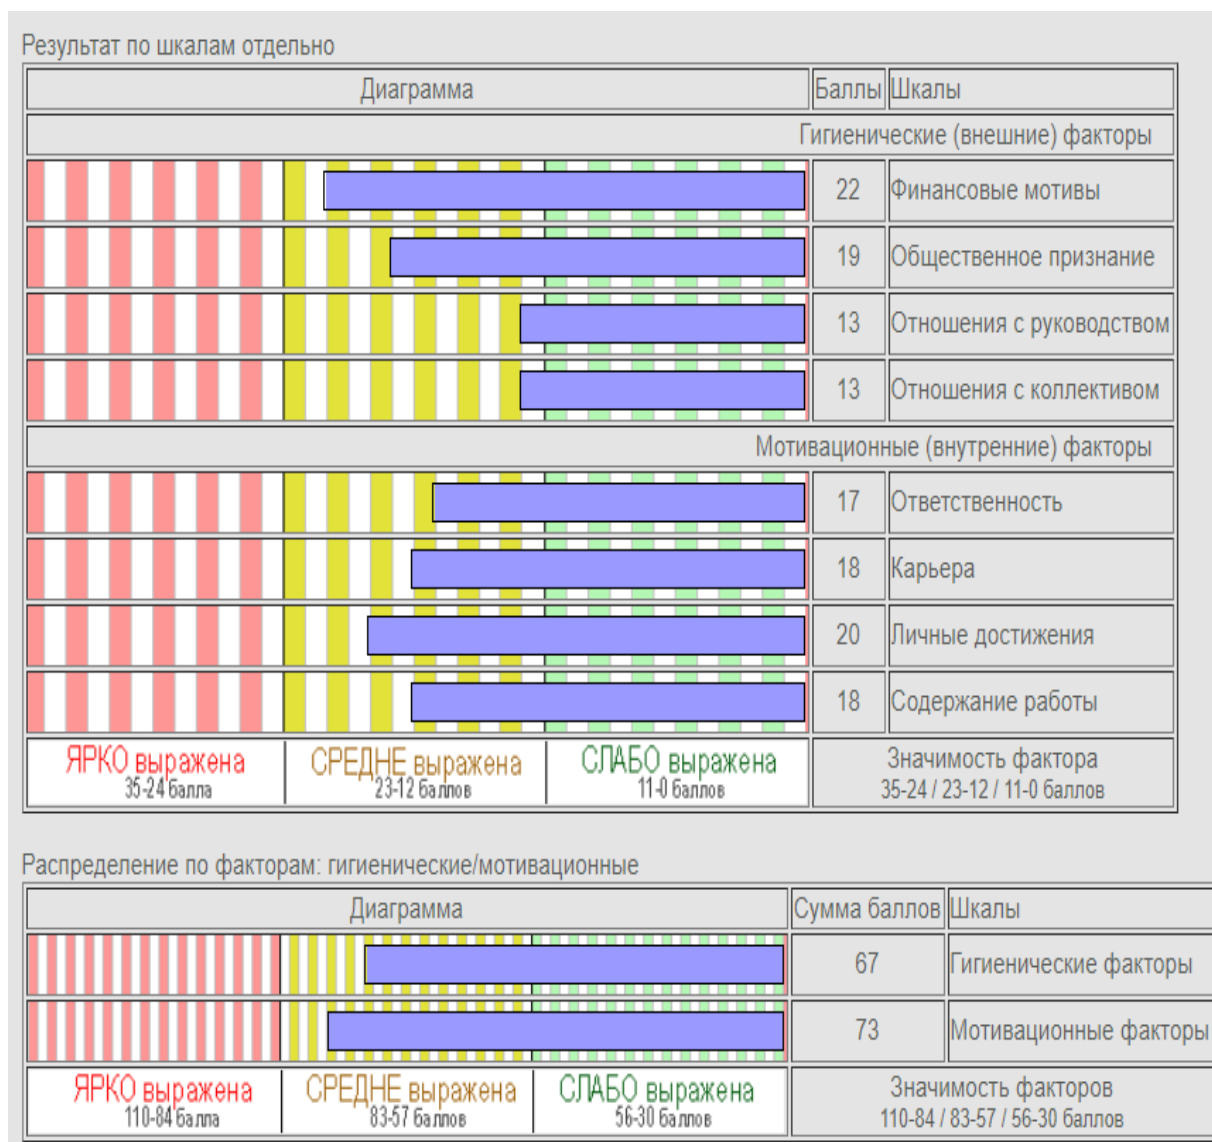 Результат по шкалам отдельно
Диаграмма Баллы Шкалы
Гигиенические (внешние) факторы
22 Финансовые мотивы
19 Общественное признание
13 Отношения с руководством
13 Отношения с коллективом
Мотивационные (внутренние) факторы
17 Ответственность
18 Карьера
20 Личные достижения
18 Содержание работы
ЯРКО выражена СРЕДНЕ выражена СЛАБО выражена Значимость фактора
35-24 балла 23-12 баллов 11-0 баллов 35-24 / 23-12 / 11-0 баллов
Распределение по факторам: гигиенические/мотивационные
Диаграмма Сумма баллов Шкалы
67 Гигиенические факторы
73 Мотивационные факторы
ЯРКО выражена СРЕДНЕ выражена СЛАБО выражена Значимость факторов
110-84 балла 83-57 баллов 56-30 баллов 110-84 / 83-57 / 56-30 баллов